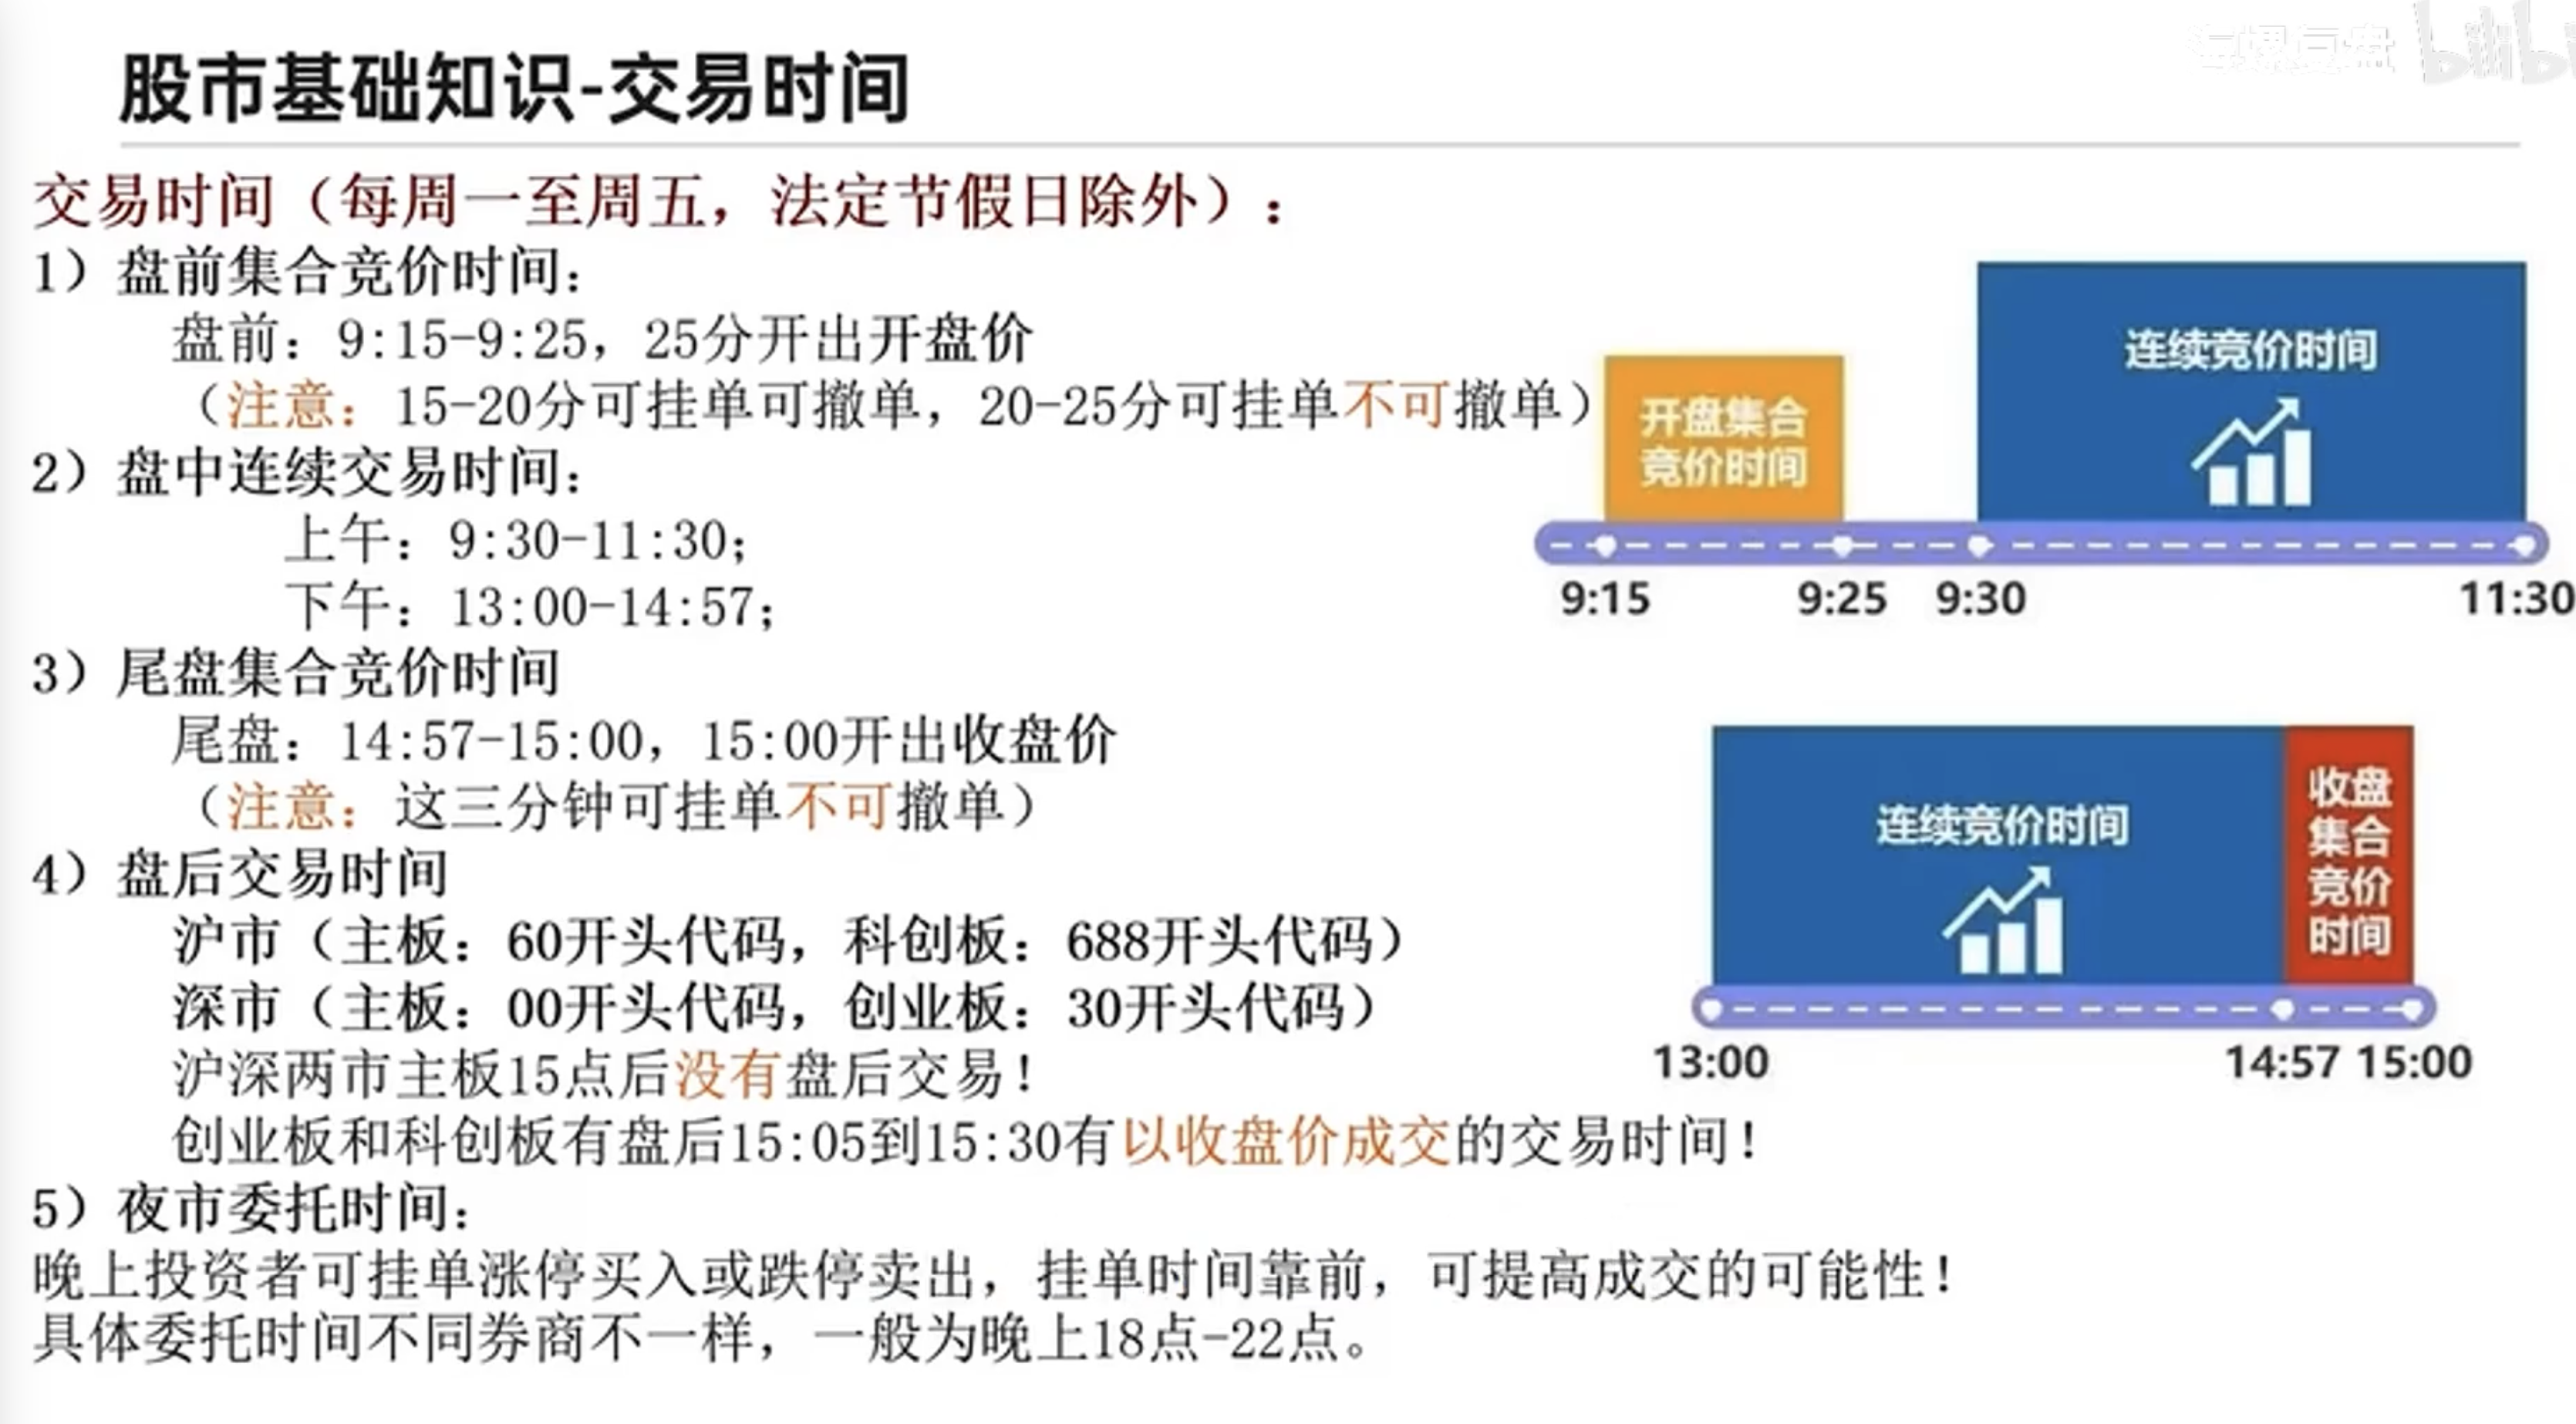 股市基础知识-交易时间
交易时间（每周一至周五，法定节假日除外）：
1）盘前集合竞价时间：
盘前：9:15-9:25，25分开出开盘价
（注意：15-20分可挂单可撤单，20-25分可挂单不可撤单）
2）盘中连续交易时间：
上午：9:30-11:30；
下午：13:00-14:57；
3）尾盘集合竞价时间
尾盘：14:57-15:00，15:00开出收盘价
（注意：这三分钟可挂单不可撤单）
4）盘后交易时间
沪市（主板：60开头代码，科创板：688开头代码）
深市（主板：00开头代码，创业板：30开头代码）
沪深两市主板15点后没有盘后交易！
创业板和科创板有盘后15:05到15:30有以收盘价成交的交易时间！
5）夜市委托时间：
晚上投资者可挂单涨停买入或跌停卖出，挂单时间靠前，可提高成交的可能性！
具体委托时间不同券商不一样，一般为晚上18点-22点。
开盘集合
竞价时间
连续竞价时间
9:15 9:25 9:30 11:30
连续竞价时间
收盘
集合
竞价
时间
13:00 14:57 15:00